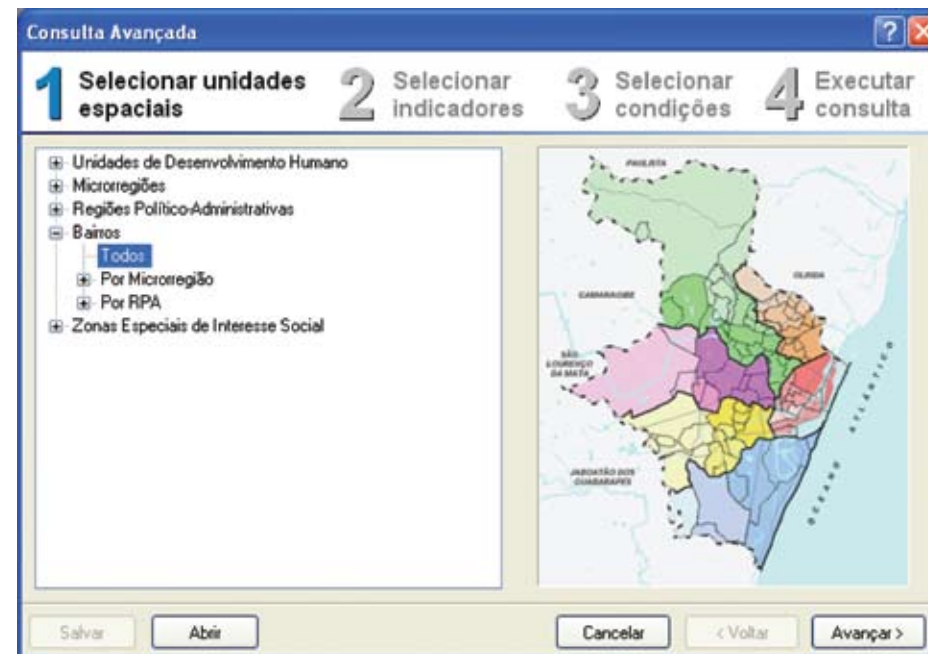 Consulta Avançada
1 Selecionar unidades espaciais
2 Selecionar indicadores
3 Selecionar condições
4 Executar consulta
Unidades de Desenvolvimento Humano
Microrregiões
Regiões Político-Administrativas
Bairros
Todos
Por Microrregião
Por RPA
Zonas Especiais de Interesse Social
PAULISTA
OLINDA
CAMARAGIBE
SÃO
LOURENÇO
DA MATA
JABOATÃO DOS
GUARARAPES
OCEANO ATLÂNTICO
Salvar
Abrir
Cancelar
< Voltar
Avançar >